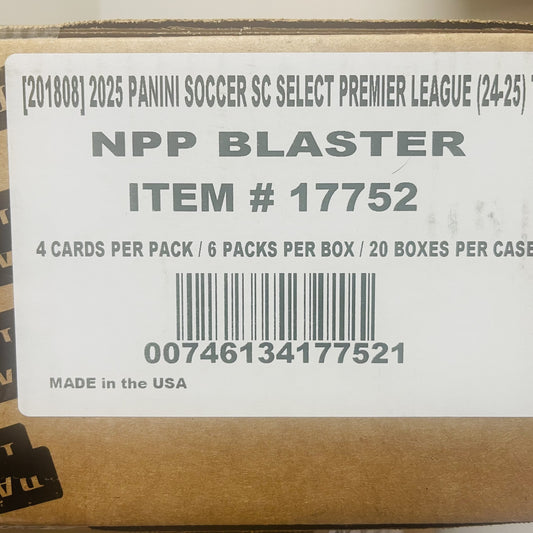 [201808] 2025 PANINI SOCCER SC SELECT PREMIER LEAGUE (24-25)
NPP BLASTER
ITEM # 17752
4 CARDS PER PACK / 6 PACKS PER BOX / 20 BOXES PER CASE
00746134177521
MADE in the USA